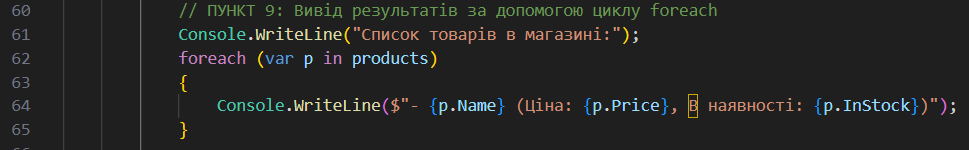 60 // ПУНКТ 9: Вивід результатів за допомогою циклу foreach
61 Console.WriteLine("Список товарів в магазині:");
62 foreach (var p in products)
63 {
64 Console.WriteLine($"- {p.Name} (Ціна: {p.Price}, В наявності: {p.InStock})");
65 }